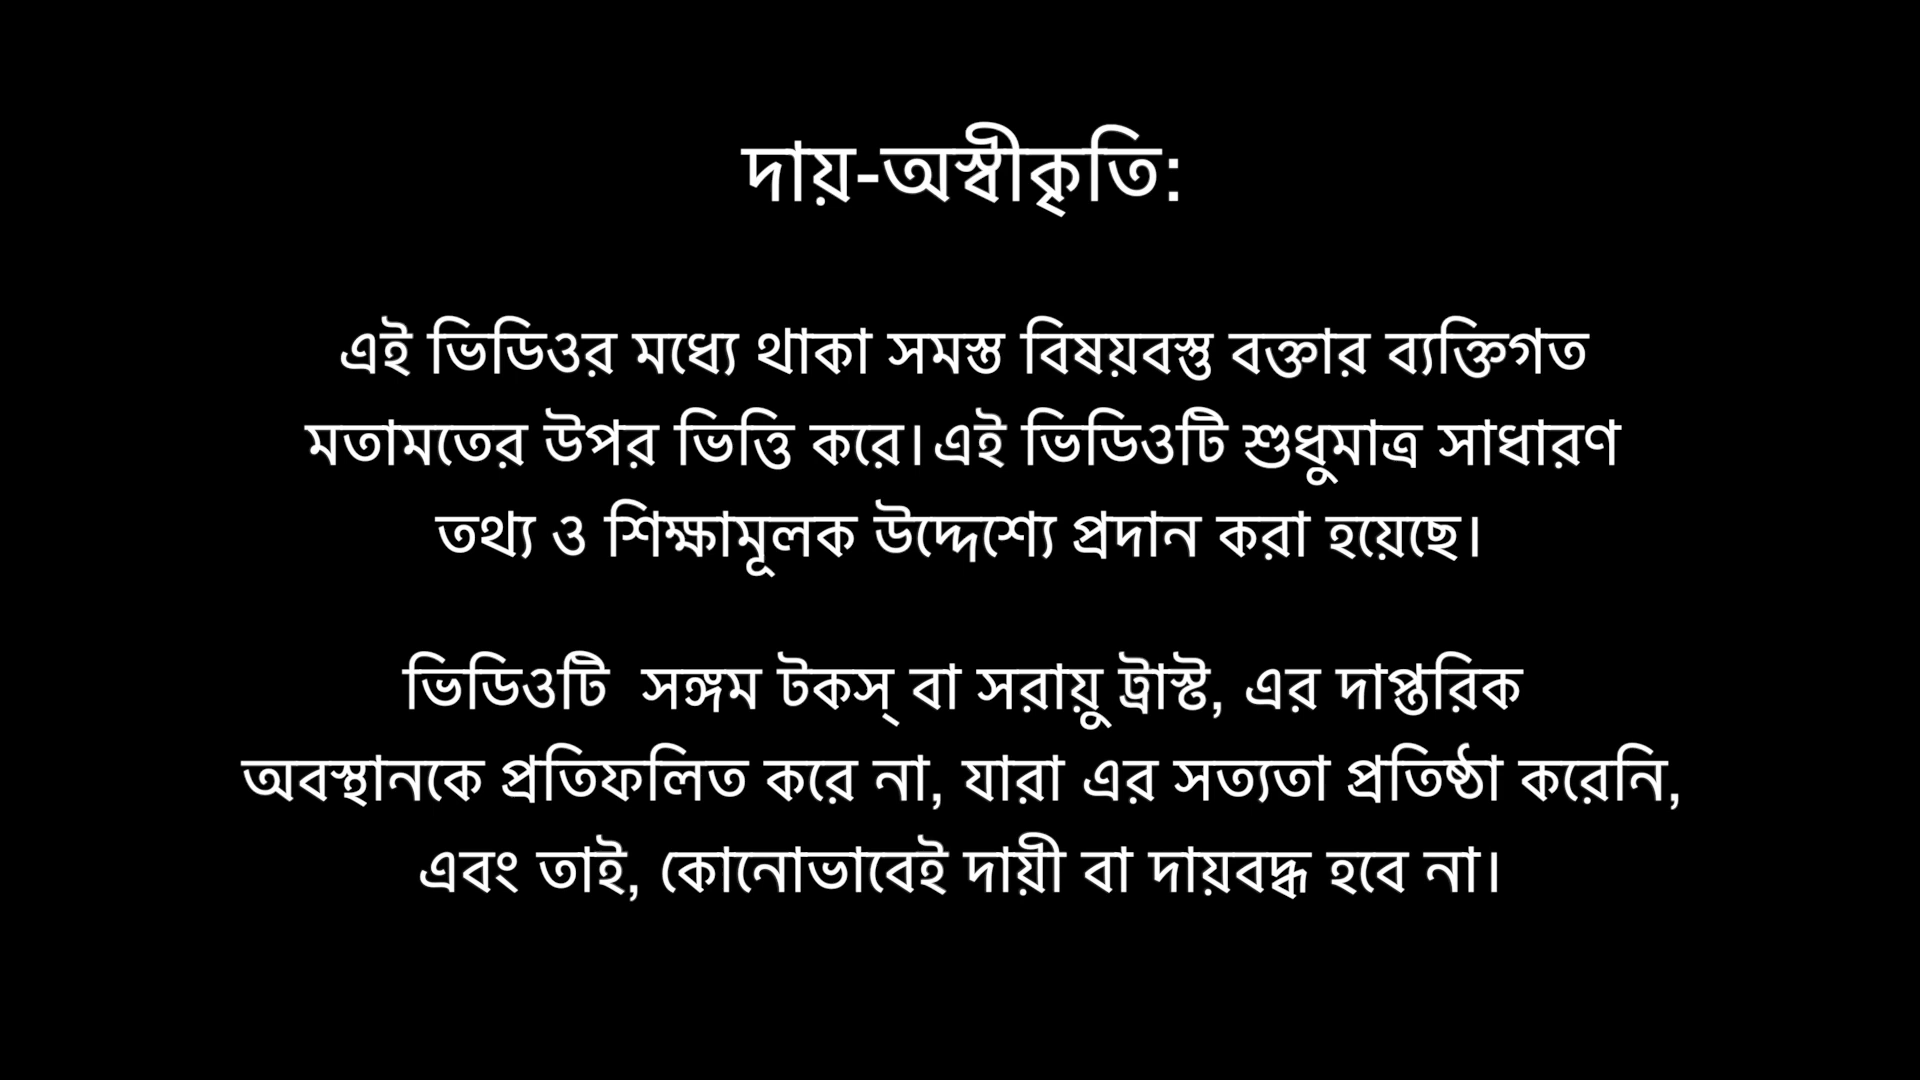 দায়-অস্বীকৃতি:
এই ভিডিওর মধ্যে থাকা সমস্ত বিষয়বস্তু বক্তার ব্যক্তিগত
মতামতের উপর ভিত্তি করে। এই ভিডিওটি শুধুমাত্র সাধারণ
তথ্য ও শিক্ষামূলক উদ্দেশ্যে প্রদান করা হয়েছে।
ভিডিওটি সঙ্গম টকস্ বা সরায়ু ট্রাস্ট, এর দাপ্তরিক
অবস্থানকে প্রতিফলিত করে না, যারা এর সত্যতা প্রতিষ্ঠা করেনি,
এবং তাই, কোনোভাবেই দায়ী বা দায়বদ্ধ হবে না।